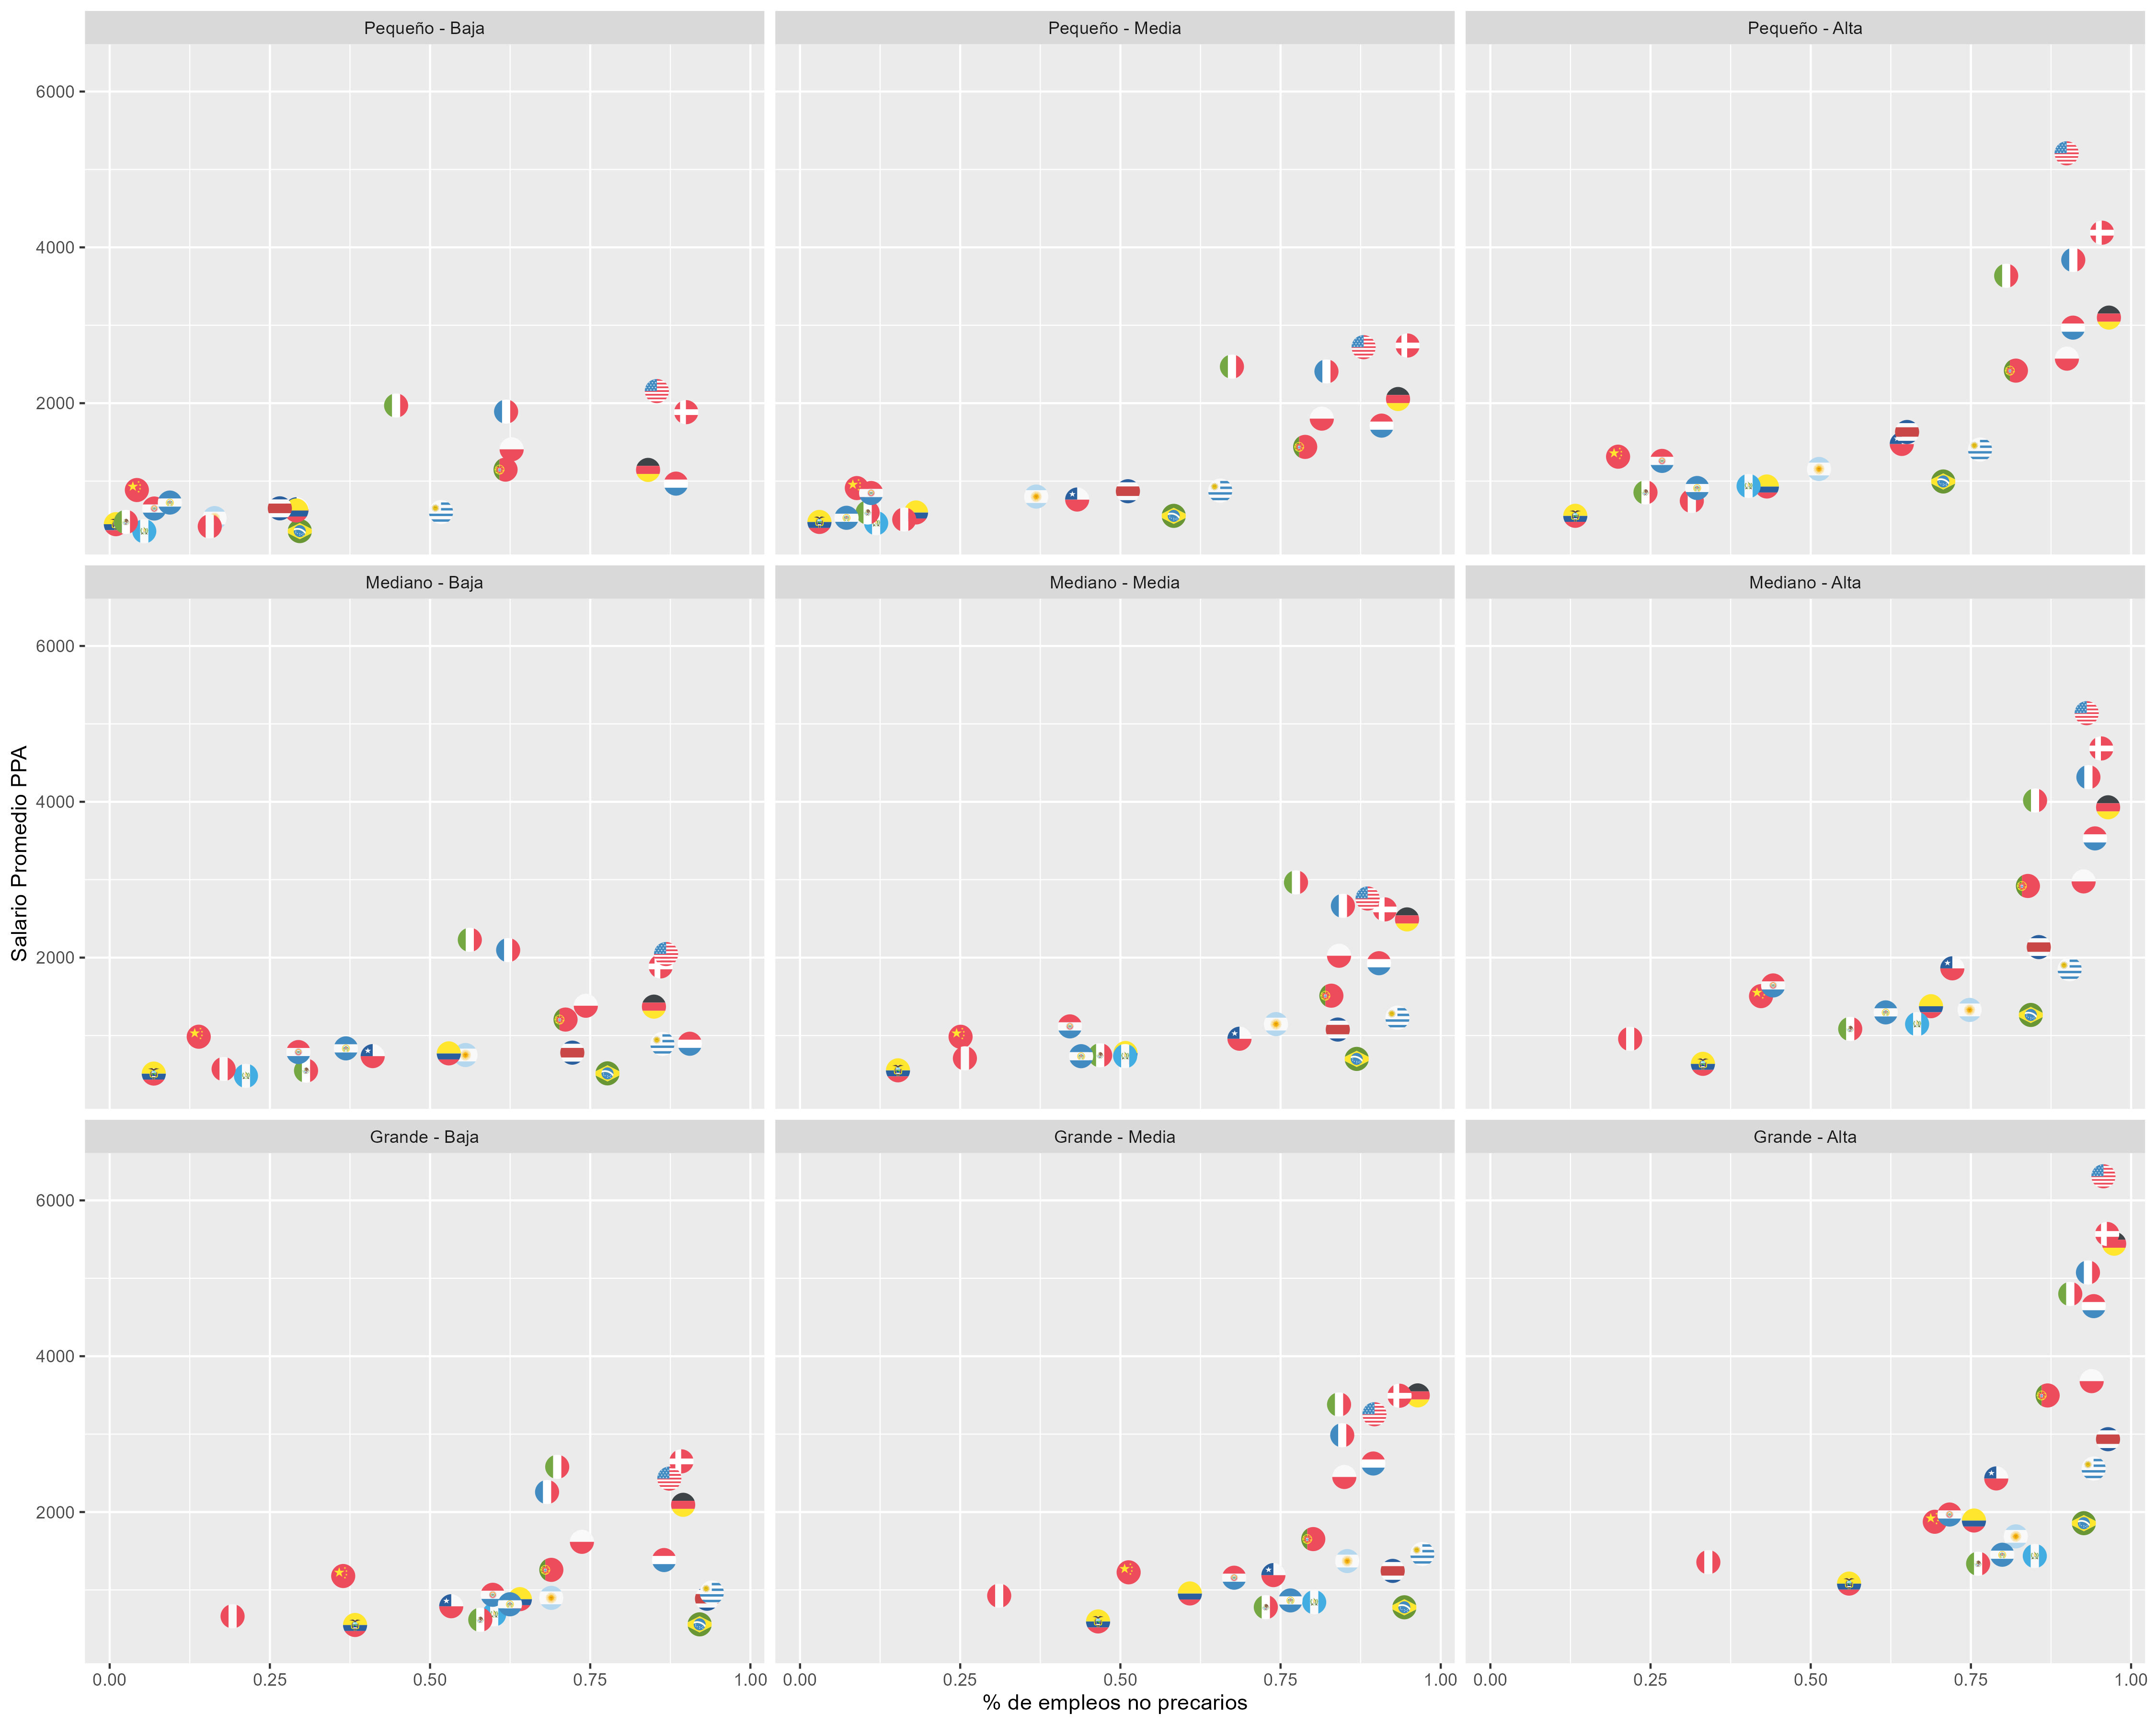 Pequeño - Baja
Pequeño - Media
Pequeño - Alta
6000
4000
2000
Mediano - Baja
Mediano - Media
Mediano - Alta
6000
4000
2000
Grande - Baja
Grande - Media
Grande - Alta
6000
4000
2000
0.00 0.25 0.50 0.75 1.00
0.00 0.25 0.50 0.75 1.00
0.00 0.25 0.50 0.75 1.00
% de empleos no precarios
Salario Promedio PPA